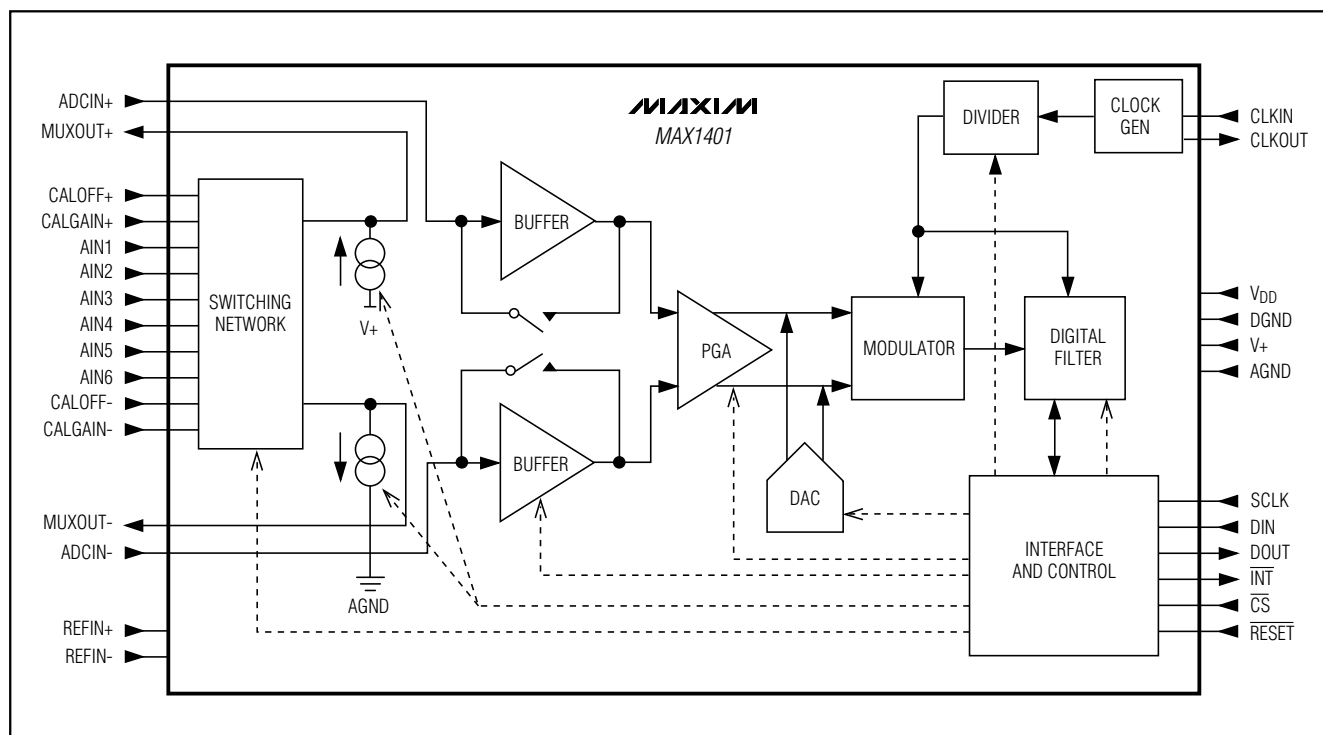 MAXIM
MAX1401
ADCIN+
MUXOUT+
CALOFF+
CALGAIN+
AIN1
AIN2
AIN3
AIN4
AIN5
AIN6
CALOFF-
CALGAIN-
MUXOUT-
ADCIN-
REFIN+
REFIN-
SWITCHING
NETWORK
V+
AGND
BUFFER
BUFFER
PGA
DAC
MODULATOR
DIVIDER
CLOCK
GEN
DIGITAL
FILTER
INTERFACE
AND CONTROL
CLKIN
CLKOUT
VDD
DGND
V+
AGND
SCLK
DIN
DOUT
INT
CS
RESET